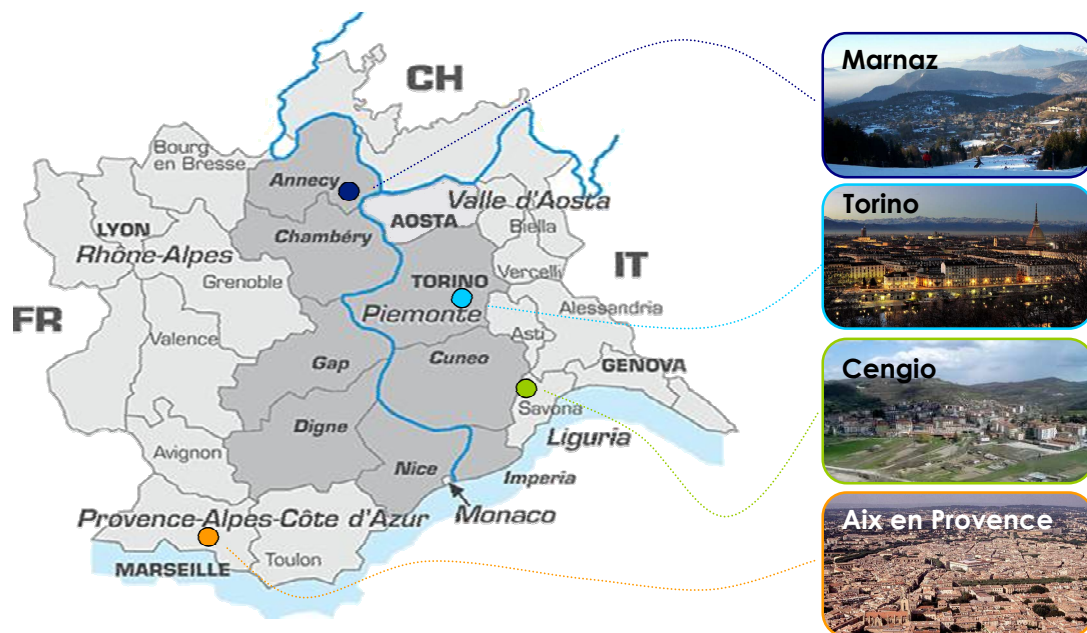 CH
Bourg
en Bresse
Annecy
Valle d'Aosta
AOSTA
LYON
Chambéry
Biella
Rhône-Alpes
IT
Vercelli
Grenoble
TORINO
FR
Piemonte
Alessandria
Valence
Asti
Gap
Cuneo
GENOVA
Savona
Digne
Liguria
Avignon
Nice
Imperia
Provence-Alpes-Côte d'Azur
Monaco
MARSEILLE
Toulon
Marnaz
Torino
Cengio
Aix en Provence